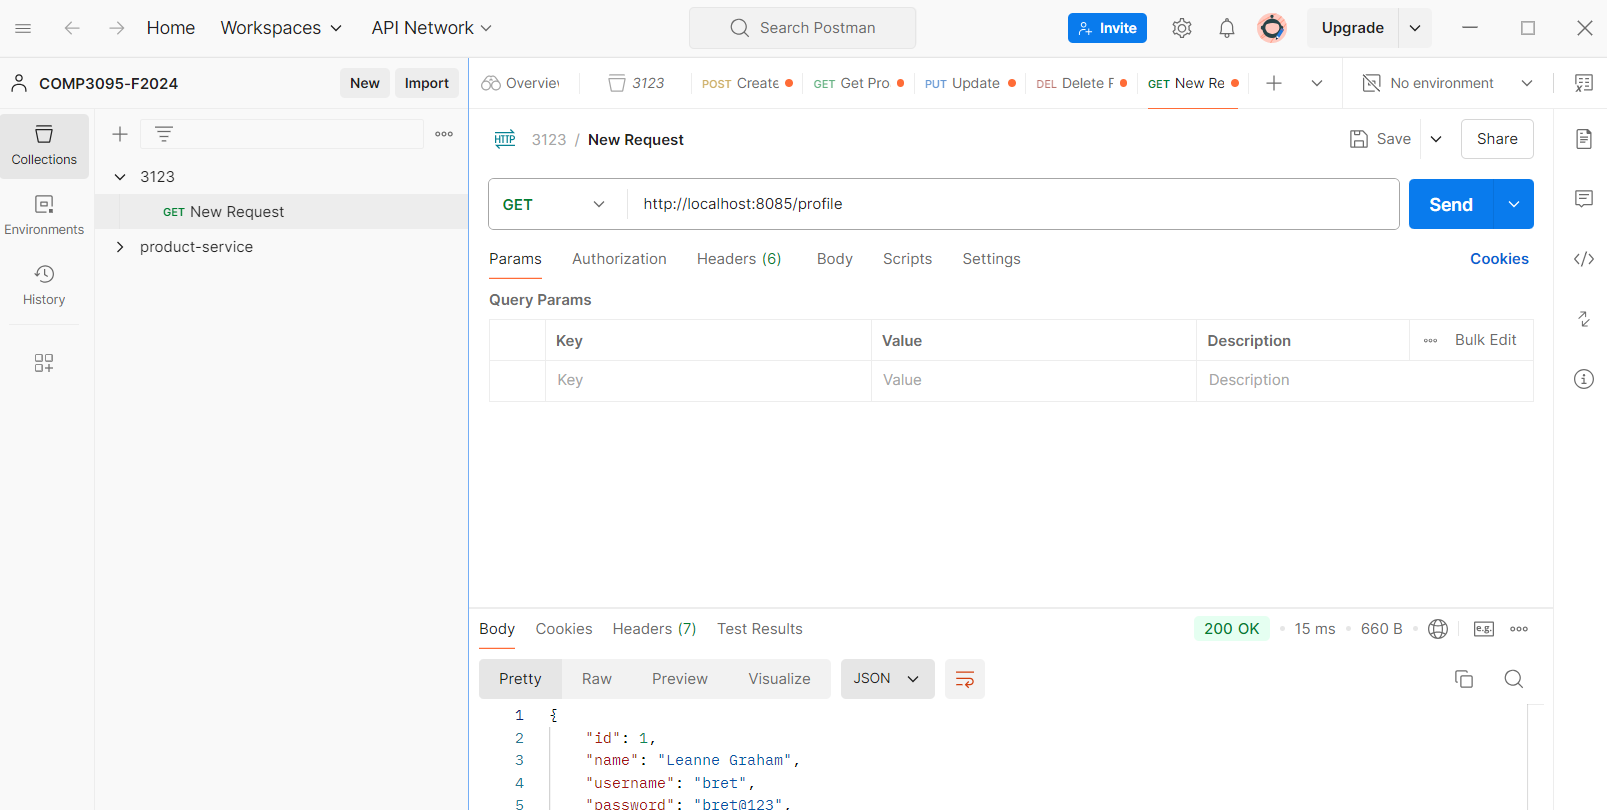 Home Workspaces API Network Search Postman Invite Upgrade
COMP3095-F2024 New Import
Overvie 3123 POST Create GET Get Pro PUT Update DEL Delete F GET New Re No environment
Collections
Environments
History
3123
GET New Request
product-service
HTTP 3123 / New Request Save Share
GET http://localhost:8085/profile Send
Params Authorization Headers (6) Body Scripts Settings Cookies
Query Params
Key Value Description Bulk Edit
Key Value Description
Body Cookies Headers (7) Test Results 200 OK 15 ms 660 B e.g.
Pretty Raw Preview Visualize JSON
1 {
2 "id": 1,
3 "name": "Leanne Graham",
4 "username": "bret",
5 "password": "bret@123",